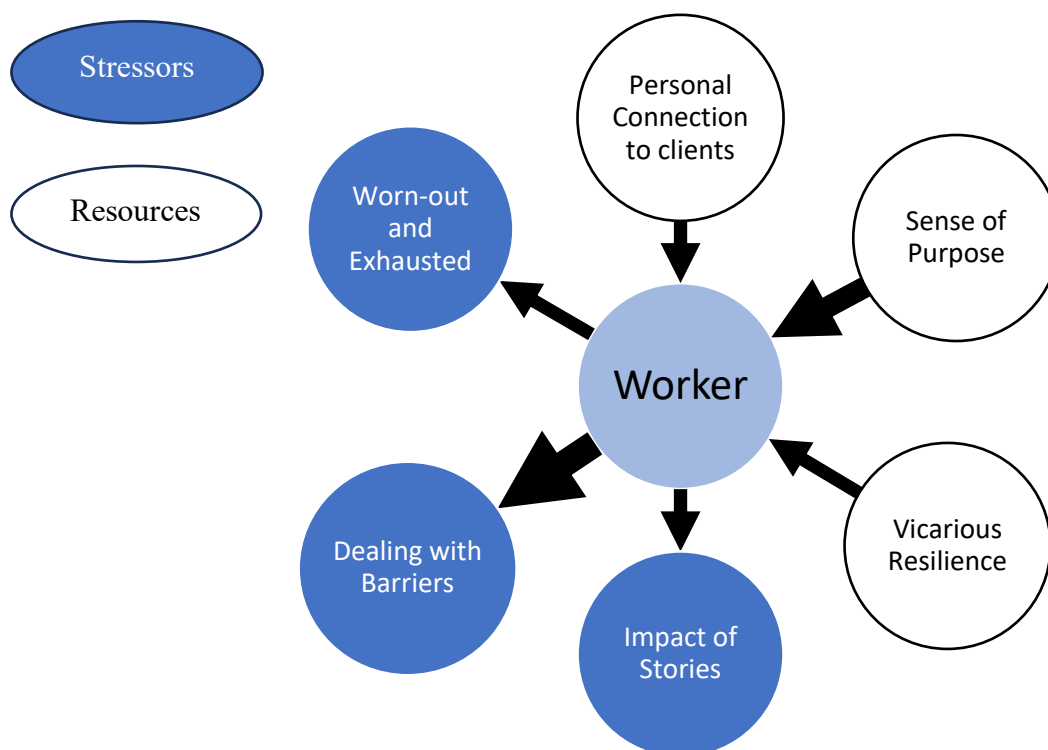 Stressors
Resources
Personal
Connection
to clients
Worn-out
and
Exhausted
Sense of
Purpose
Worker
Dealing with
Barriers
Vicarious
Resilience
Impact of
Stories